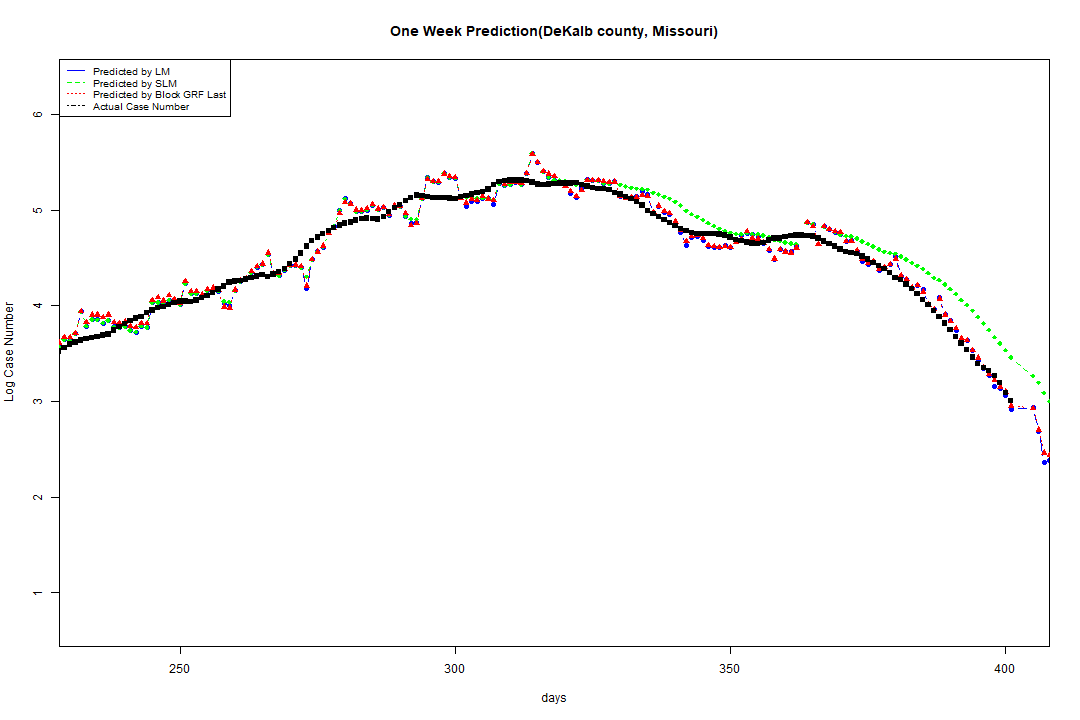 One Week Prediction(DeKalb county, Missouri)
Predicted by LM
Predicted by SLM
Predicted by Block GRF Last
Actual Case Number
Log Case Number
6
5
4
3
2
1
250 300 350 400
days